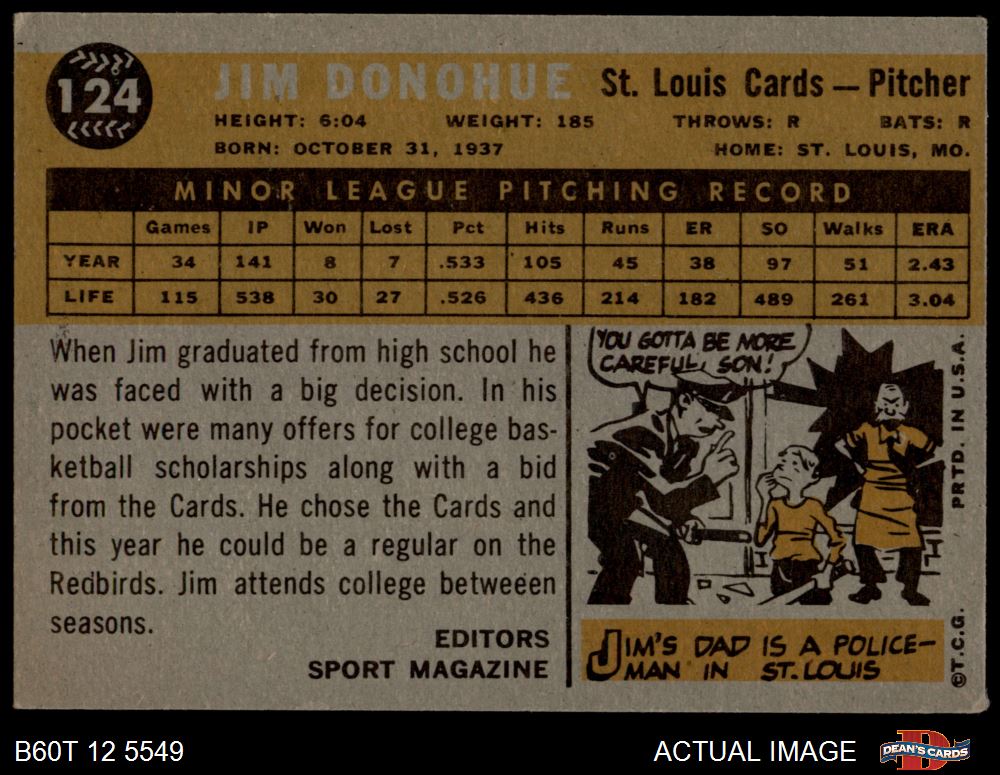 124
JIM DONOHUE St. Louis Cards — Pitcher
HEIGHT: 6:04 WEIGHT: 185 THROWS: R BATS: R
BORN: OCTOBER 31, 1937 HOME: ST. LOUIS, MO.
MINOR LEAGUE PITCHING RECORD
Games IP Won Lost Pct Hits Runs ER SO Walks ERA
YEAR 34 141 8 7 .533 105 45 38 97 51 2.43
LIFE 115 538 30 27 .526 436 214 182 489 261 3.04
When Jim graduated from high school he
was faced with a big decision. In his
pocket were many offers for college bas-
ketball scholarships along with a bid
from the Cards. He chose the Cards and
this year he could be a regular on the
Redbirds. Jim attends college betweeen
seasons.
EDITORS
SPORT MAGAZINE
YOU GOTTA BE MORE
CAREFUL, SON!
JIM'S DAD IS A POLICE-
MAN IN ST. LOUIS
©T.C.G. PRTD. IN U.S.A.
B60T 12 5549
ACTUAL IMAGE
DEAN'S CARDS